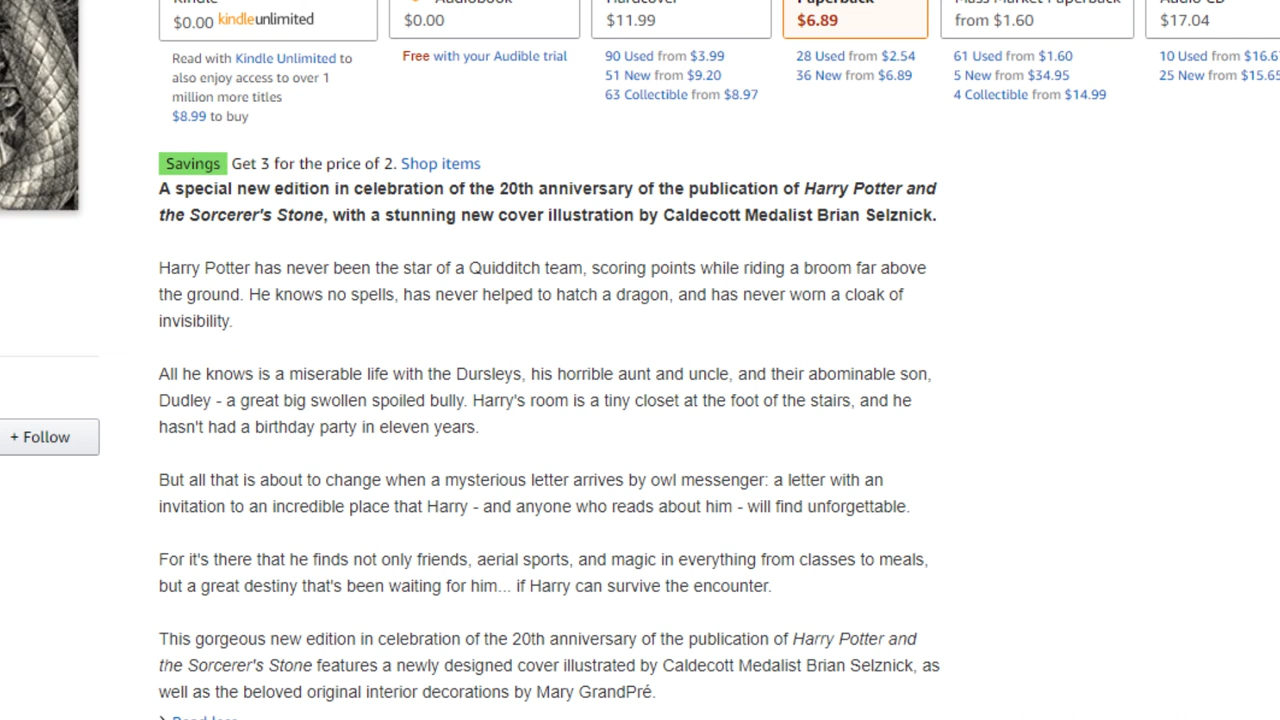 Kindle Audiobook Hardcover Paperback Mass Market Paperback Audio CD
$0.00 kindleunlimited $0.00 $11.99 $6.89 from $1.60 $17.04
Read with Kindle Unlimited to Free with your Audible trial 90 Used from $3.99 28 Used from $2.54 61 Used from $1.60 10 Used from $16.6
also enjoy access to over 1 51 New from $9.20 36 New from $6.89 5 New from $34.95 25 New from $15.65
million more titles 63 Collectible from $8.97 4 Collectible from $14.99
$8.99 to buy
Savings Get 3 for the price of 2. Shop items
A special new edition in celebration of the 20th anniversary of the publication of Harry Potter and
the Sorcerer's Stone, with a stunning new cover illustration by Caldecott Medalist Brian Selznick.
Harry Potter has never been the star of a Quidditch team, scoring points while riding a broom far above
the ground. He knows no spells, has never helped to hatch a dragon, and has never worn a cloak of
invisibility.
All he knows is a miserable life with the Dursleys, his horrible aunt and uncle, and their abominable son,
Dudley - a great big swollen spoiled bully. Harry's room is a tiny closet at the foot of the stairs, and he
hasn't had a birthday party in eleven years.
+ Follow
But all that is about to change when a mysterious letter arrives by owl messenger: a letter with an
invitation to an incredible place that Harry - and anyone who reads about him - will find unforgettable.
For it's there that he finds not only friends, aerial sports, and magic in everything from classes to meals,
but a great destiny that's been waiting for him... if Harry can survive the encounter.
This gorgeous new edition in celebration of the 20th anniversary of the publication of Harry Potter and
the Sorcerer's Stone features a newly designed cover illustrated by Caldecott Medalist Brian Selznick, as
well as the beloved original interior decorations by Mary GrandPré.
Read less